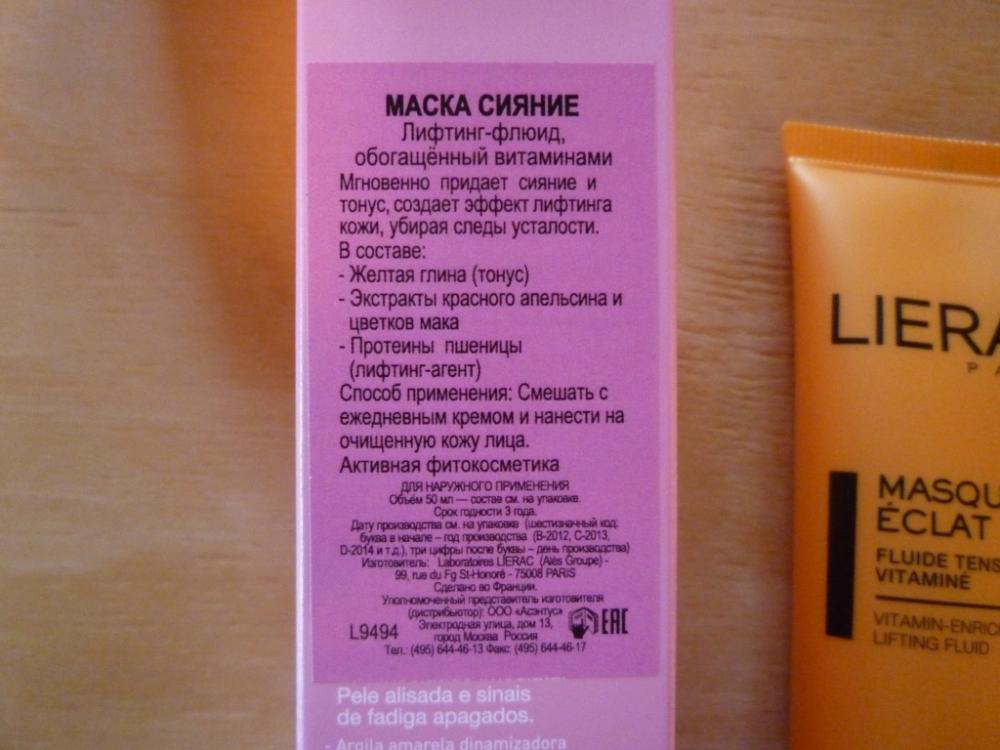 МАСКА СИЯНИЕ
Лифтинг-флюид,
обогащённый витаминами
Мгновенно придает сияние и
тонус, создает эффект лифтинга
кожи, убирая следы усталости.
В составе:
- Желтая глина (тонус)
- Экстракты красного апельсина и
цветков мака
- Протеины пшеницы
(лифтинг-агент)
Способ применения: Смешать с
ежедневным кремом и нанести на
очищенную кожу лица.
Активная фитокосметика
ДЛЯ НАРУЖНОГО ПРИМЕНЕНИЯ
Объём 50 мл — состав см. на упаковке.
Срок годности 3 года.
Дату производства см. на упаковке (шестизначный код:
буква в начале – год производства (B-2012, C-2013,
D-2014 и т.д.), три цифры после буквы – день производства)
Изготовитель: Laboratoires LIERAC (Alès Groupe) -
99, rue du Fg St-Honoré - 75008 PARIS
Сделано во Франции.
Уполномоченный представитель изготовителя
(дистрибьютор): ООО «Асэнтус»
Электродная улица, дом 13,
город Москва Россия
L9494
EAC
Тел.: (495) 644-46-13 Факс: (495) 644-46-17
Pele alisada e sinais
de fadiga apagados.
- Argila amarela dinamizadora
LIERA
P A
MASQU
ÉCLAT
FLUIDE TENS
VITAMINÉ
VITAMIN-ENRIC
LIFTING FLUID